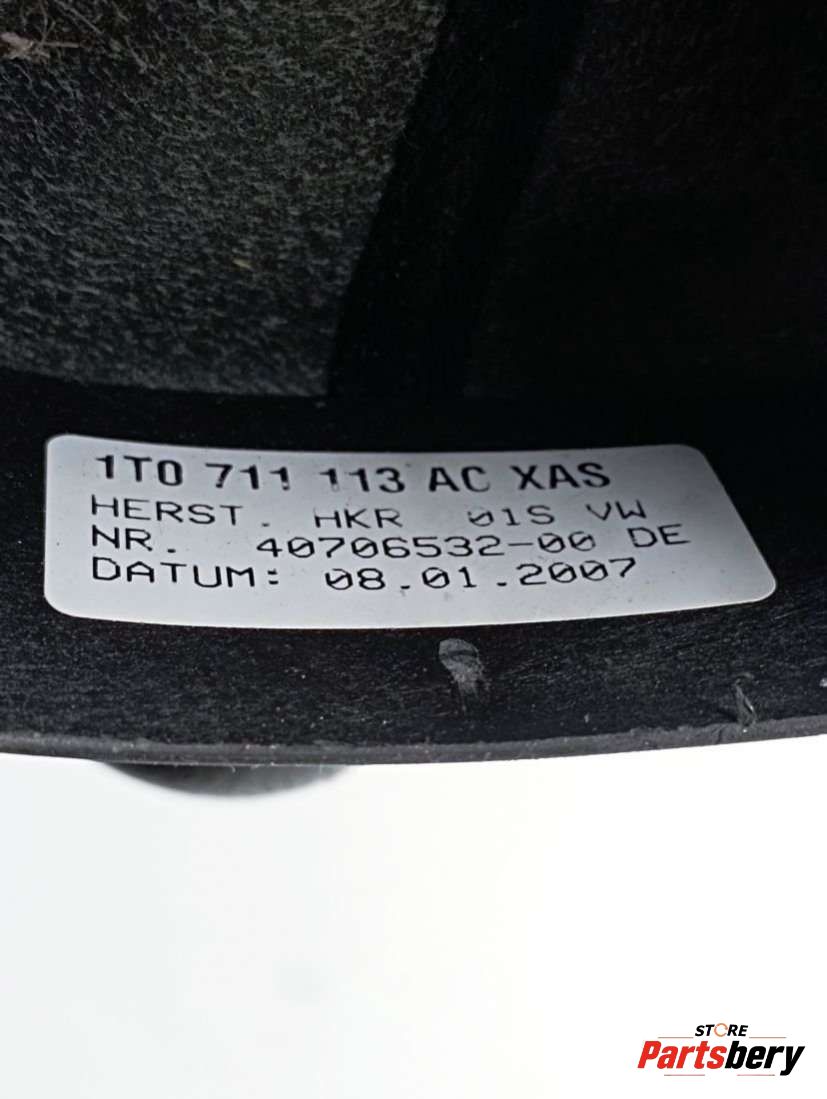 1T0 711 113 AC XAS
HERST. HKR 01S VW
NR. 40706532-00 DE
DATUM: 08.01.2007
STORE
Partsbery